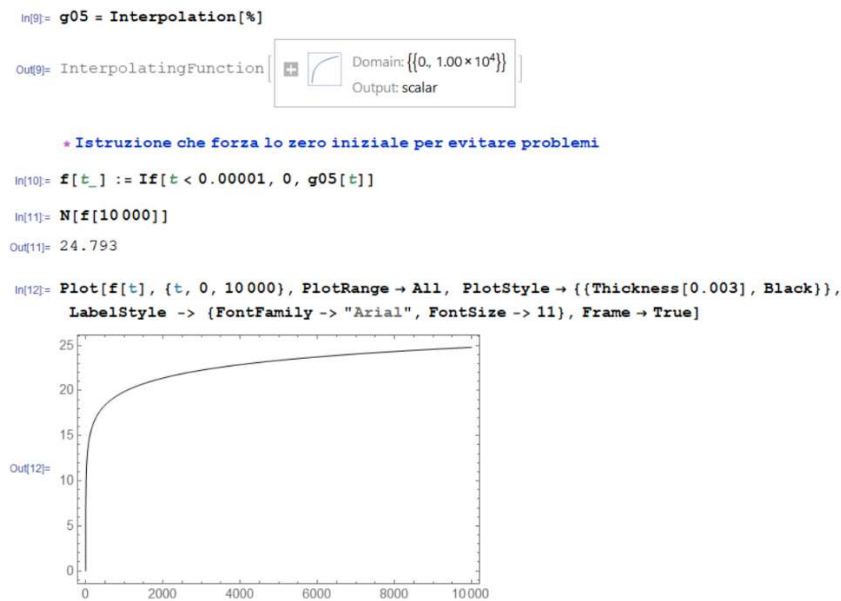 In[9]:= g05 = Interpolation[%]
Out[9]= InterpolatingFunction[ Domain: {{0., 1.00 × 10⁴}}
Output: scalar ]
* Istruzione che forza lo zero iniziale per evitare problemi
In[10]:= f[t_] := If[t < 0.00001, 0, g05[t]]
In[11]:= N[f[10 000]]
Out[11]= 24.793
In[12]:= Plot[f[t], {t, 0, 10 000}, PlotRange → All, PlotStyle → {{Thickness[0.003], Black}},
LabelStyle -> {FontFamily -> "Arial", FontSize -> 11}, Frame → True]
25
20
15
Out[12]= 10
5
0
0 2000 4000 6000 8000 10 000